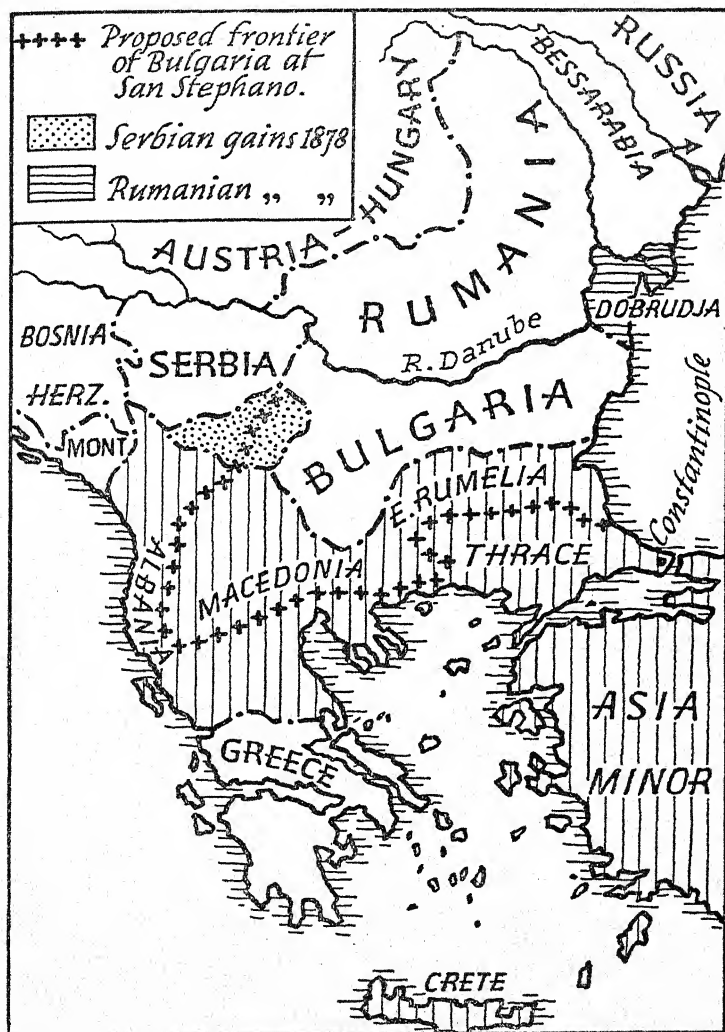 Proposed frontier
of Bulgaria at
San Stephano.
Serbian gains 1878
Rumanian „ „
RUSSIA
BESSARABIA
AUSTRIA-HUNGARY
RUMANIA
DOBRUDJA
R. Danube
BOSNIA
HERZ.
SERBIA
MONT.
BULGARIA
Constantinople
E. RUMELIA
THRACE
MACEDONIA
ALBANIA
ASIA
MINOR
GREECE
CRETE